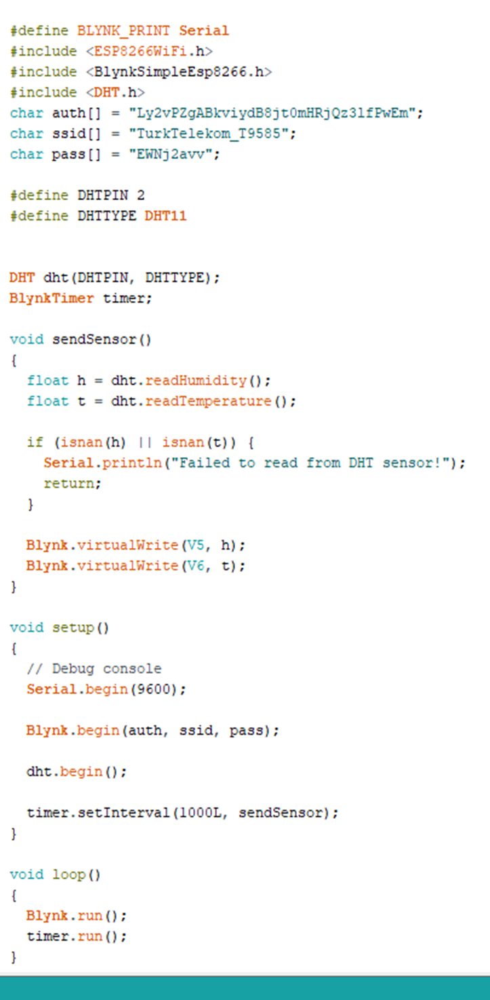 #define BLYNK_PRINT Serial
#include <ESP8266WiFi.h>
#include <BlynkSimpleEsp8266.h>
#include <DHT.h>
char auth[] = "Ly2vPZgABkviydB8jt0mHRjQz3lfPwEm";
char ssid[] = "TurkTelekom_T9585";
char pass[] = "EWNj2avv";
#define DHTPIN 2
#define DHTTYPE DHT11
DHT dht(DHTPIN, DHTTYPE);
BlynkTimer timer;
void sendSensor()
{
  float h = dht.readHumidity();
  float t = dht.readTemperature();
  if (isnan(h) || isnan(t)) {
    Serial.println("Failed to read from DHT sensor!");
    return;
  }
  Blynk.virtualWrite(V5, h);
  Blynk.virtualWrite(V6, t);
}
void setup()
{
  // Debug console
  Serial.begin(9600);
  Blynk.begin(auth, ssid, pass);
  dht.begin();
  timer.setInterval(1000L, sendSensor);
}
void loop()
{
  Blynk.run();
  timer.run();
}